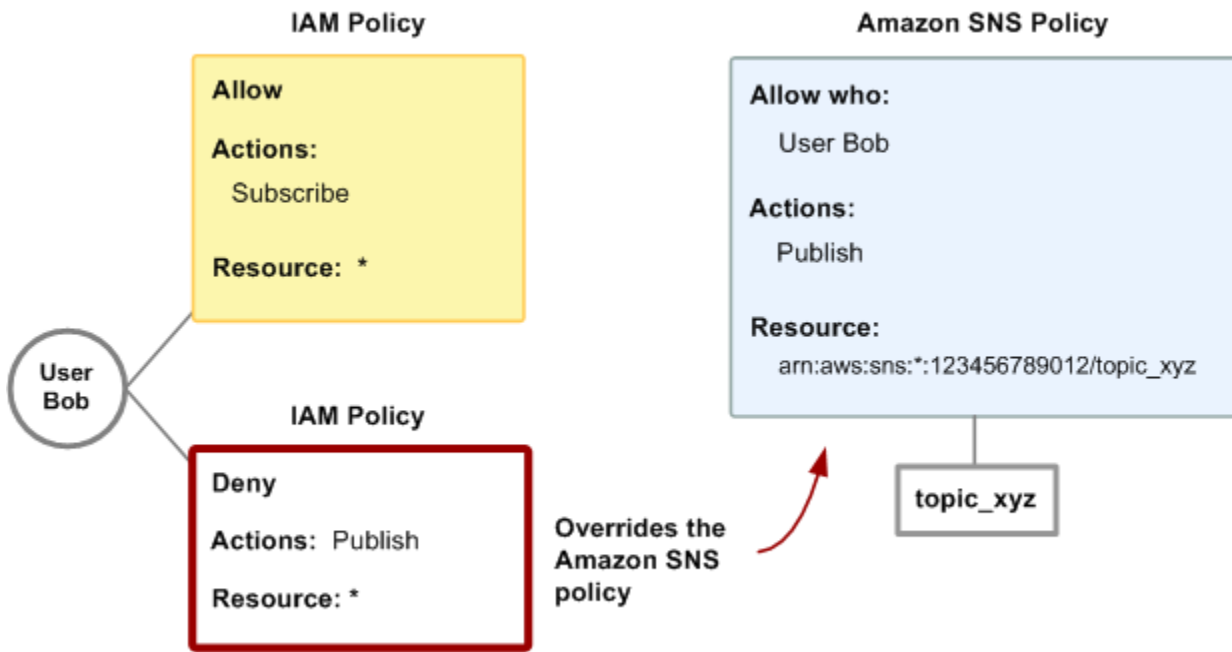 IAM Policy
Allow
Actions:
Subscribe
Resource: *
User
Bob
IAM Policy
Deny
Actions: Publish
Resource: *
Overrides the
Amazon SNS
policy
Amazon SNS Policy
Allow who:
User Bob
Actions:
Publish
Resource:
arn:aws:sns:*:123456789012/topic_xyz
topic_xyz